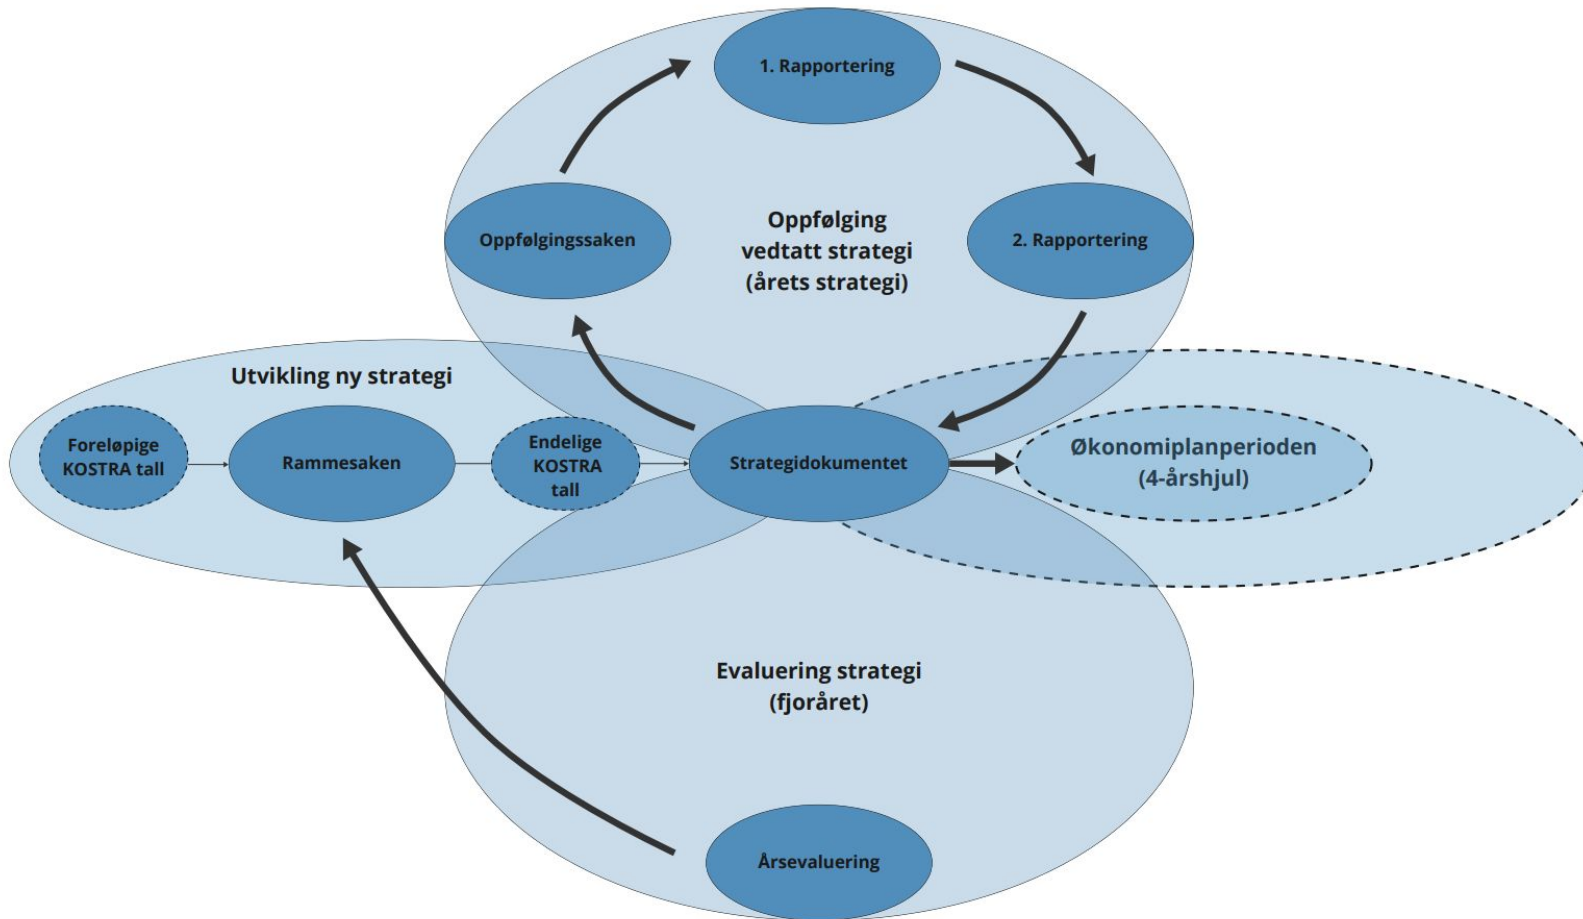 1. Rapportering
Oppfølgingssaken
Oppfølging
vedtatt strategi
(årets strategi)
2. Rapportering
Utvikling ny strategi
Foreløpige
KOSTRA tall
Rammesaken
Endelige
KOSTRA
tall
Strategidokumentet
Økonomiplanperioden
(4-årshjul)
Evaluering strategi
(fjoråret)
Årsevaluering